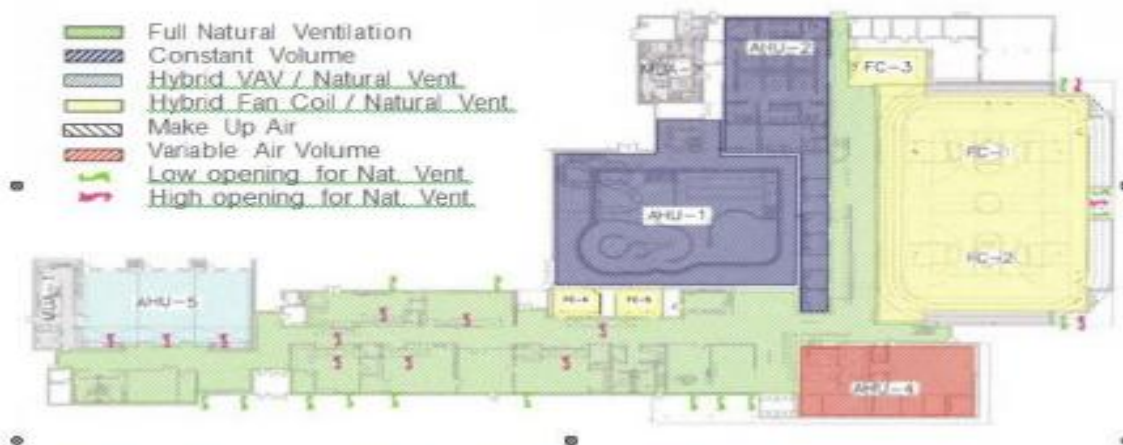 Full Natural Ventilation
Constant Volume
Hybrid VAV / Natural Vent.
Hybrid Fan Coil / Natural Vent.
Make Up Air
Variable Air Volume
Low opening for Nat. Vent.
High opening for Nat. Vent.
AHU-2
FC-3
FC-1
AHU-1
FC-2
AHU-5
AHU-4